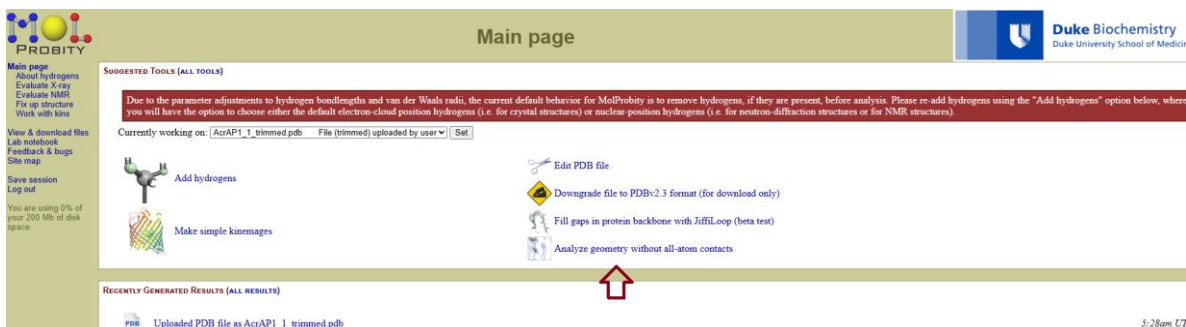 MOL
PROBITY
Main page
Duke Biochemistry
Duke University School of Medicin
Main page
About hydrogens
Evaluate X-ray
Evaluate NMR
Fix up structure
Work with kins
View & download files
Lab notebook
Feedback & bugs
Site map
Save session
Log out
You are using 0% of
your 200 Mb of disk
space.
SUGGESTED TOOLS (ALL TOOLS)
Due to the parameter adjustments to hydrogen bondlengths and van der Waals radii, the current default behavior for MolProbity is to remove hydrogens, if they are present, before analysis. Please re-add hydrogens using the "Add hydrogens" option below, where
you will have the option to choose either the default electron-cloud position hydrogens (i.e. for crystal structures) or nuclear-position hydrogens (i.e. for neutron-diffraction structures or for NMR structures).
Currently working on: AcrAP1_1_trimmed.pdb File (trimmed) uploaded by user Set
H H
C
Add hydrogens
Make simple kinemages
Edit PDB file
Downgrade file to PDBv2.3 format (for download only)
Fill gaps in protein backbone with JiffiLoop (beta test)
Analyze geometry without all-atom contacts
RECENTLY GENERATED RESULTS (ALL RESULTS)
PDB Uploaded PDB file as AcrAP1_1_trimmed.pdb
5:28am UT